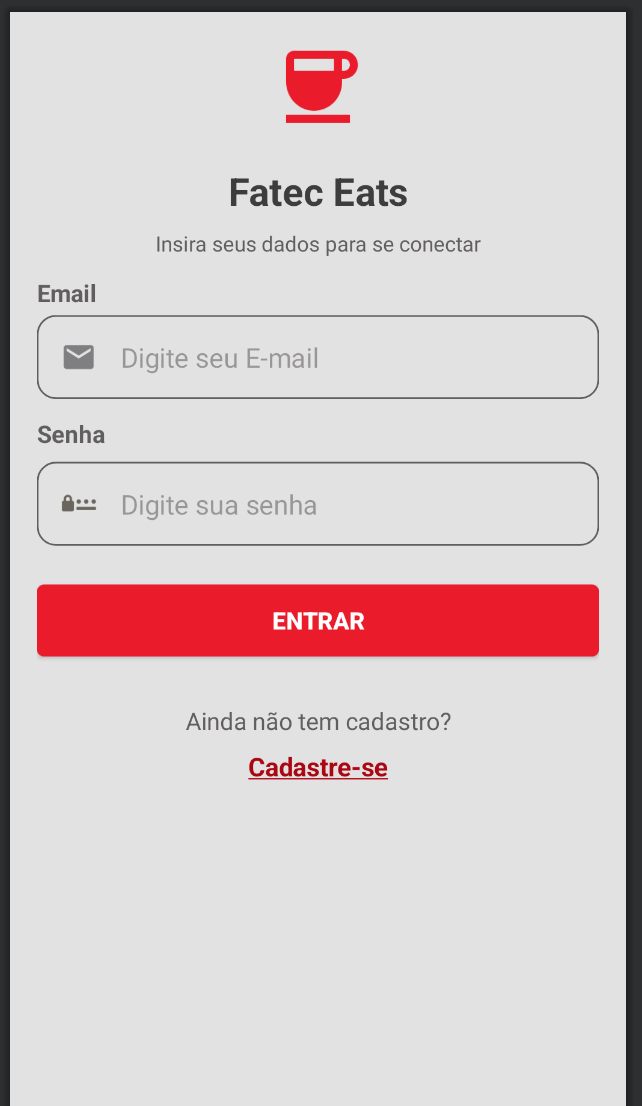 Fatec Eats
Insira seus dados para se conectar
Email
Digite seu E-mail
Senha
Digite sua senha
ENTRAR
Ainda não tem cadastro?
Cadastre-se